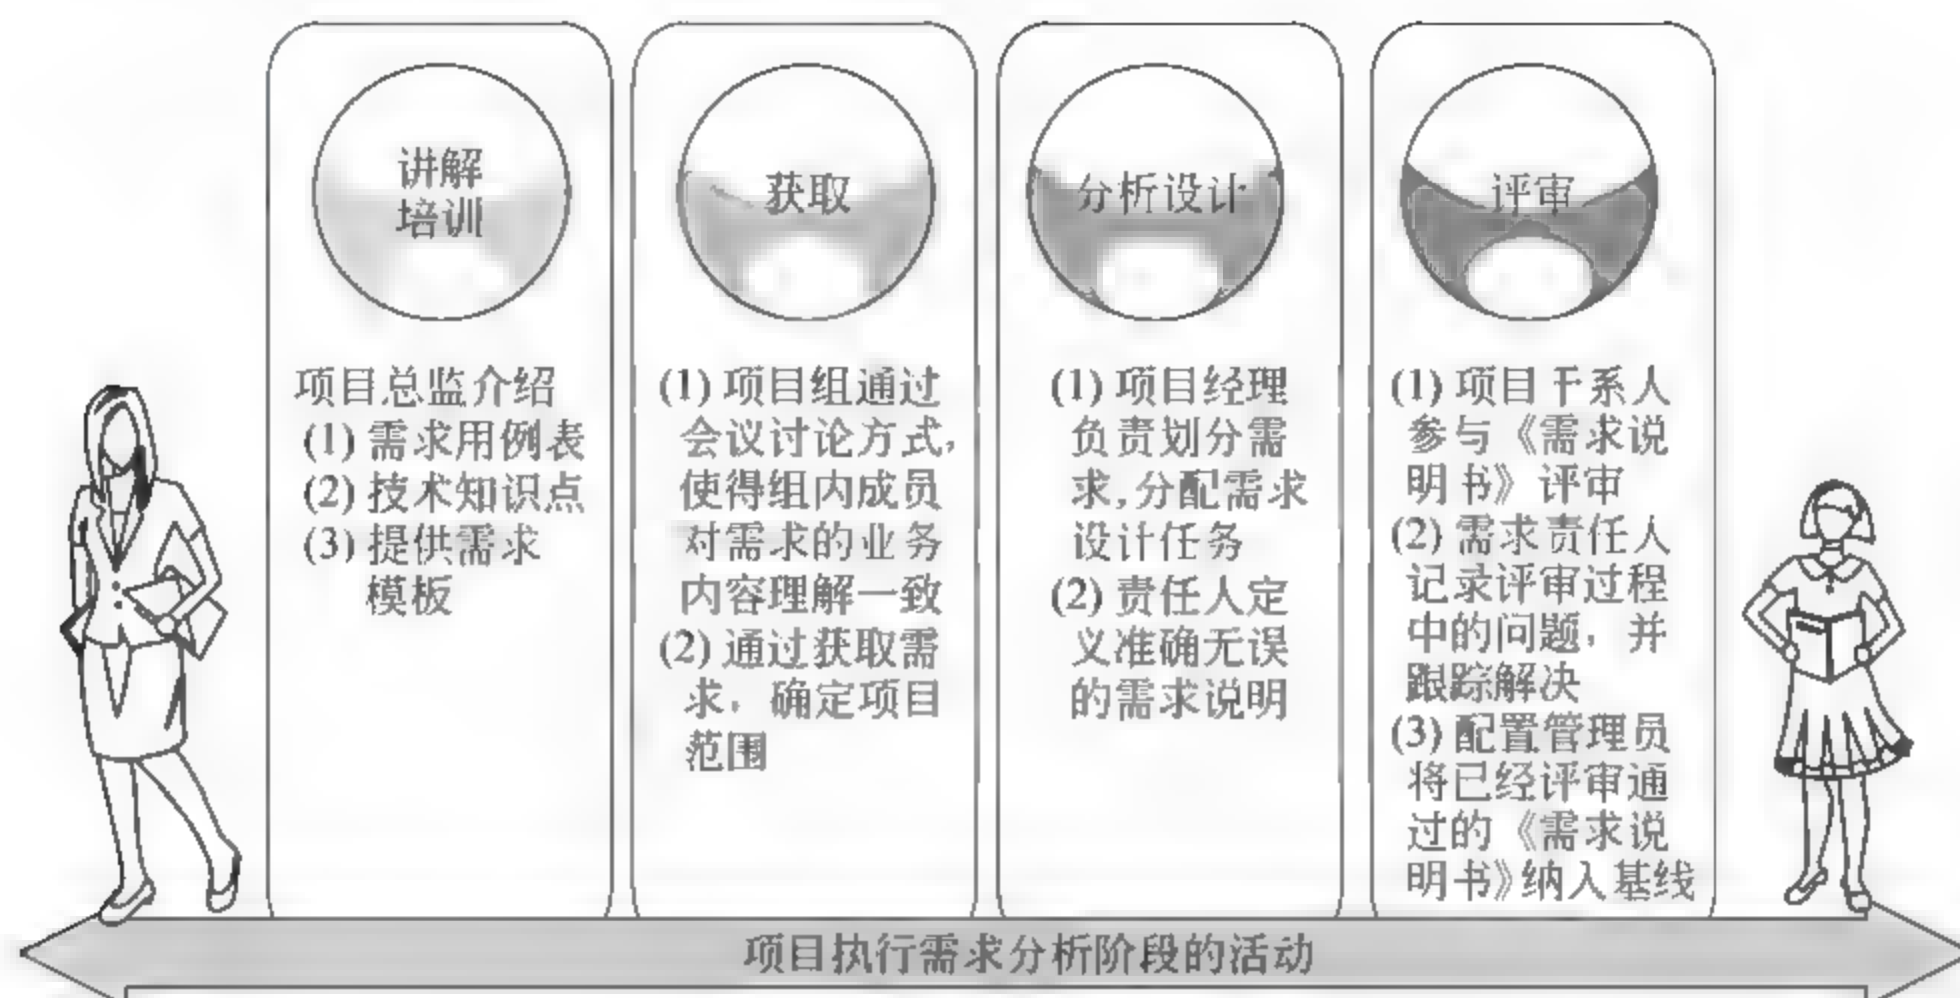 讲解
培训
项目总监介绍
(1) 需求用例表
(2) 技术知识点
(3) 提供需求
模板
获取
(1) 项目组通过
会议讨论方式,
使得组内成员
对需求的业务
内容理解一致
(2) 通过获取需
求，确定项目
范围
分析设计
(1) 项目经理
负责划分需
求,分配需求
设计任务
(2) 责任人定
义准确无误
的需求说明
评审
(1) 项目干系人
参与《需求说
明书》评审
(2) 需求责任人
记录评审过程
中的问题，并
跟踪解决
(3) 配置管理员
将已经评审通
过的《需求说
明书》纳入基线
项目执行需求分析阶段的活动